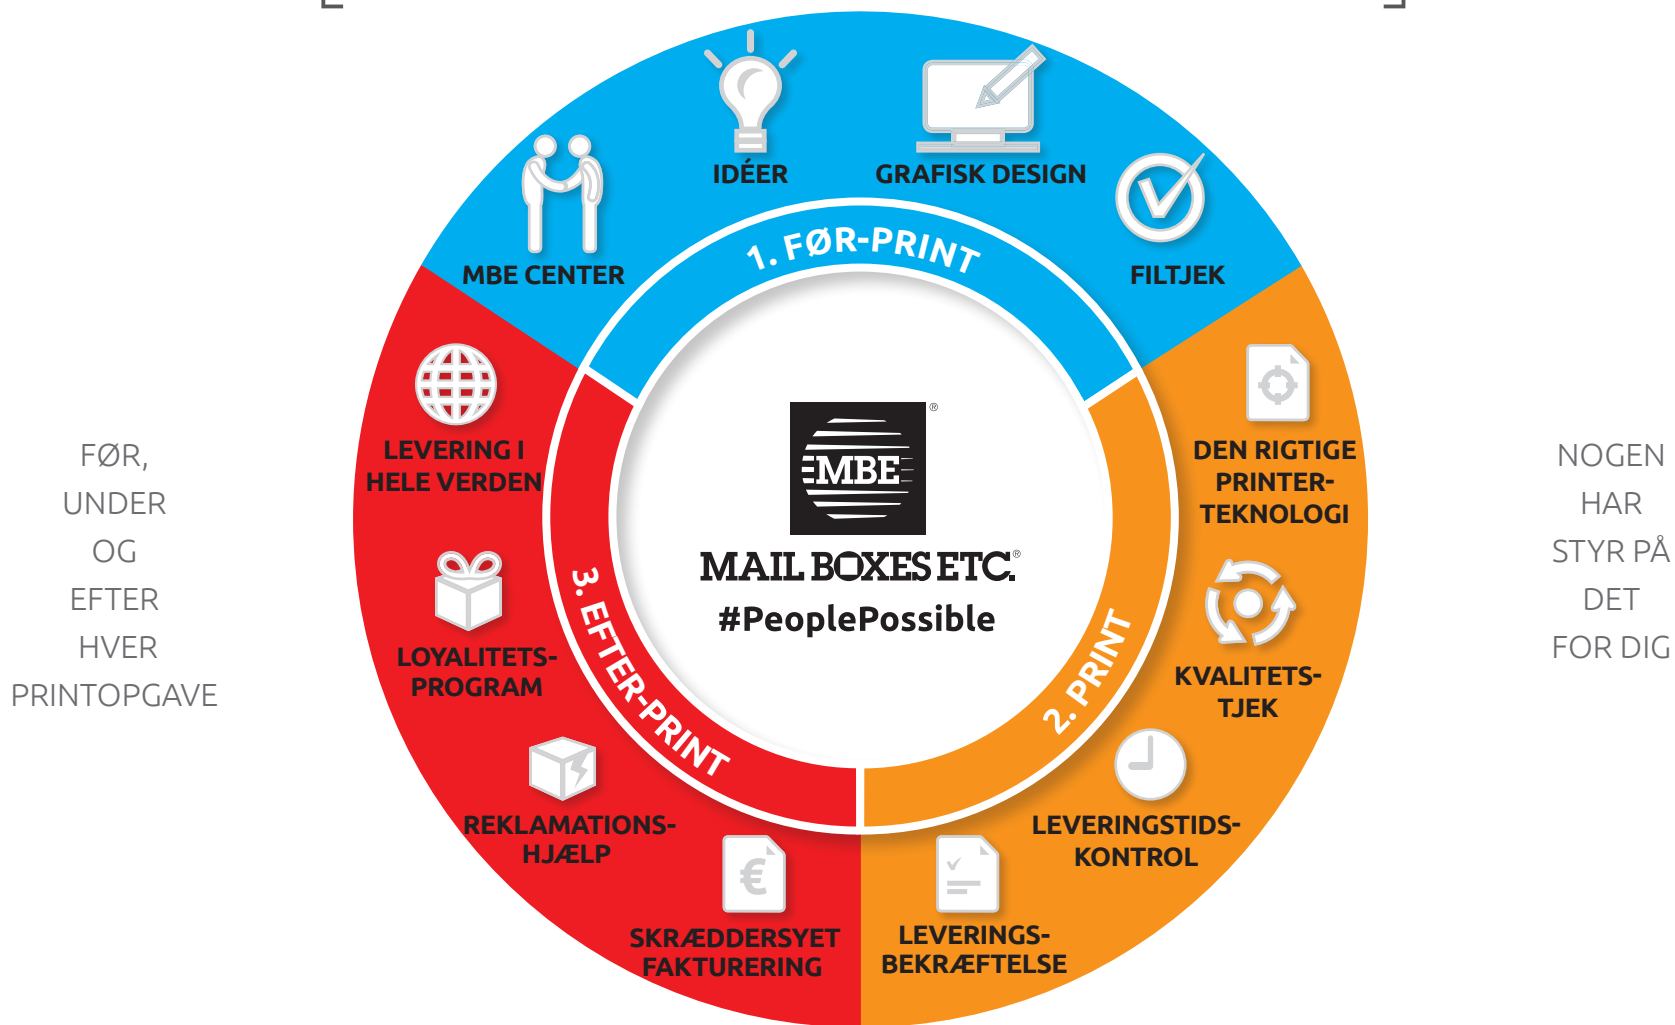 IDÉER
GRAFISK DESIGN
MBE CENTER
FILTJEK
1. FØR-PRINT
DEN RIGTIGE
PRINTER-
TEKNOLOGI
KVALITETS-
TJEK
LEVERINGSTIDS-
KONTROL
LEVERINGS-
BEKRÆFTELSE
2. PRINT
SKRÆDDERSYET
FAKTURERING
€
REKLAMATIONS-
HJÆLP
LOYALITETS-
PROGRAM
LEVERING I
HELE VERDEN
3. EFTER-PRINT
MBE®
MAIL BOXES ETC.®
#PeoplePossible
FØR,
UNDER
OG
EFTER
HVER
PRINTOPGAVE
NOGEN
HAR
STYR PÅ
DET
FOR DIG